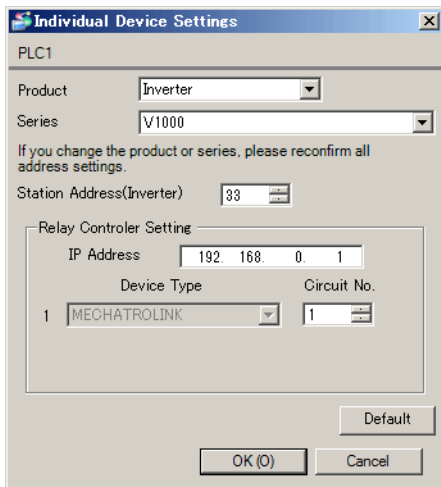 Individual Device Settings
PLC1
Product Inverter
Series V1000
If you change the product or series, please reconfirm all
address settings.
Station Address(Inverter) 33
Relay Controler Setting
IP Address 192. 168. 0. 1
Device Type Circuit No.
1 MECHATROLINK 1
Default
OK (O) Cancel